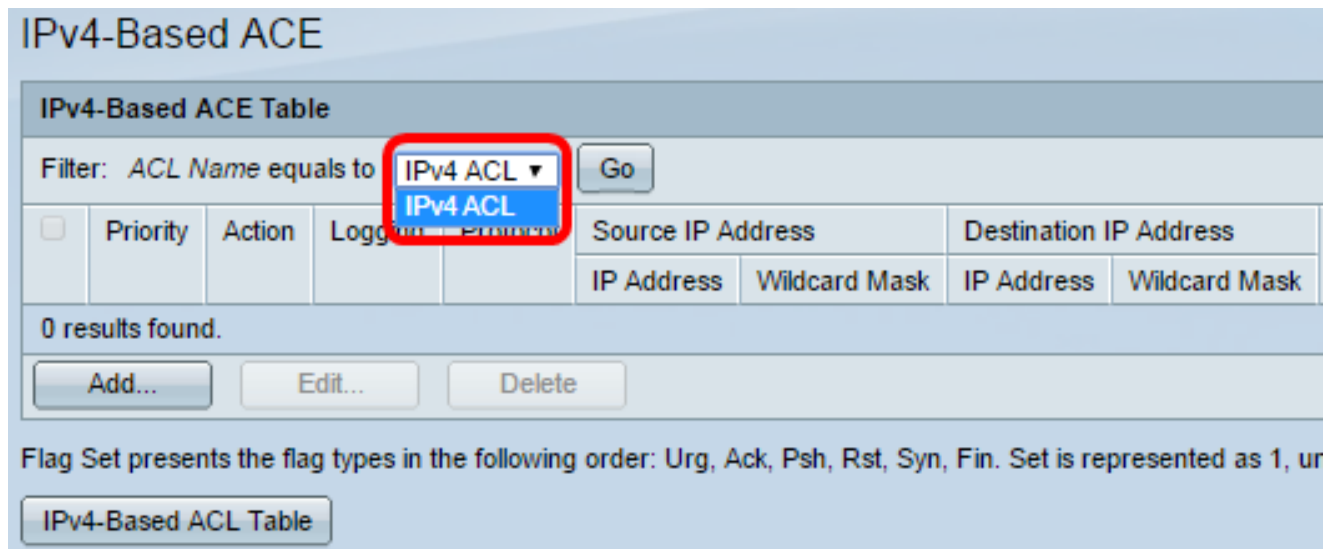 IPv4-Based ACE
IPv4-Based ACE Table
Filter: ACL Name equals to IPv4 ACL Go
IPv4 ACL
Priority Action Logging Protocol Source IP Address Destination IP Address
IP Address Wildcard Mask IP Address Wildcard Mask
0 results found.
Add... Edit... Delete
Flag Set presents the flag types in the following order: Urg, Ack, Psh, Rst, Syn, Fin. Set is represented as 1, un
IPv4-Based ACL Table